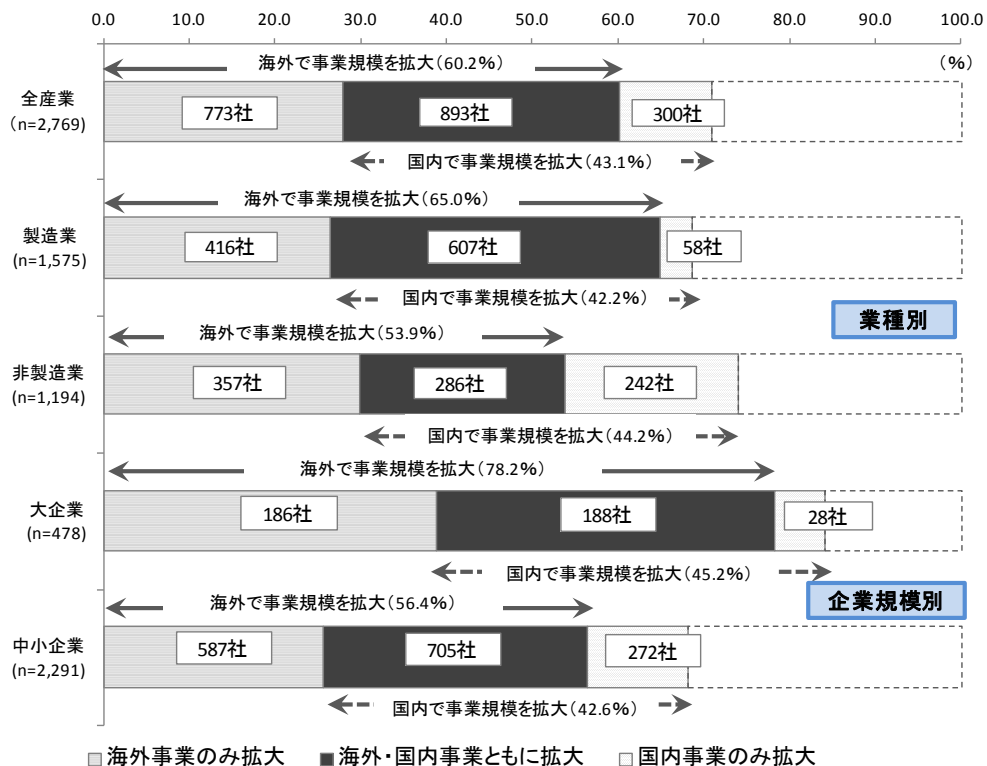 0.0 10.0 20.0 30.0 40.0 50.0 60.0 70.0 80.0 90.0 100.0
(%)
海外で事業規模を拡大(60.2%)
全産業
(n=2,769)
773社 893社 300社
国内で事業規模を拡大(43.1%)
海外で事業規模を拡大(65.0%)
製造業
(n=1,575)
416社 607社 58社
国内で事業規模を拡大(42.2%)
業種別
海外で事業規模を拡大(53.9%)
非製造業
(n=1,194)
357社 286社 242社
国内で事業規模を拡大(44.2%)
海外で事業規模を拡大(78.2%)
大企業
(n=478)
186社 188社 28社
国内で事業規模を拡大(45.2%)
企業規模別
海外で事業規模を拡大(56.4%)
中小企業
(n=2,291)
587社 705社 272社
国内で事業規模を拡大(42.6%)
海外事業のみ拡大 海外・国内事業ともに拡大 国内事業のみ拡大